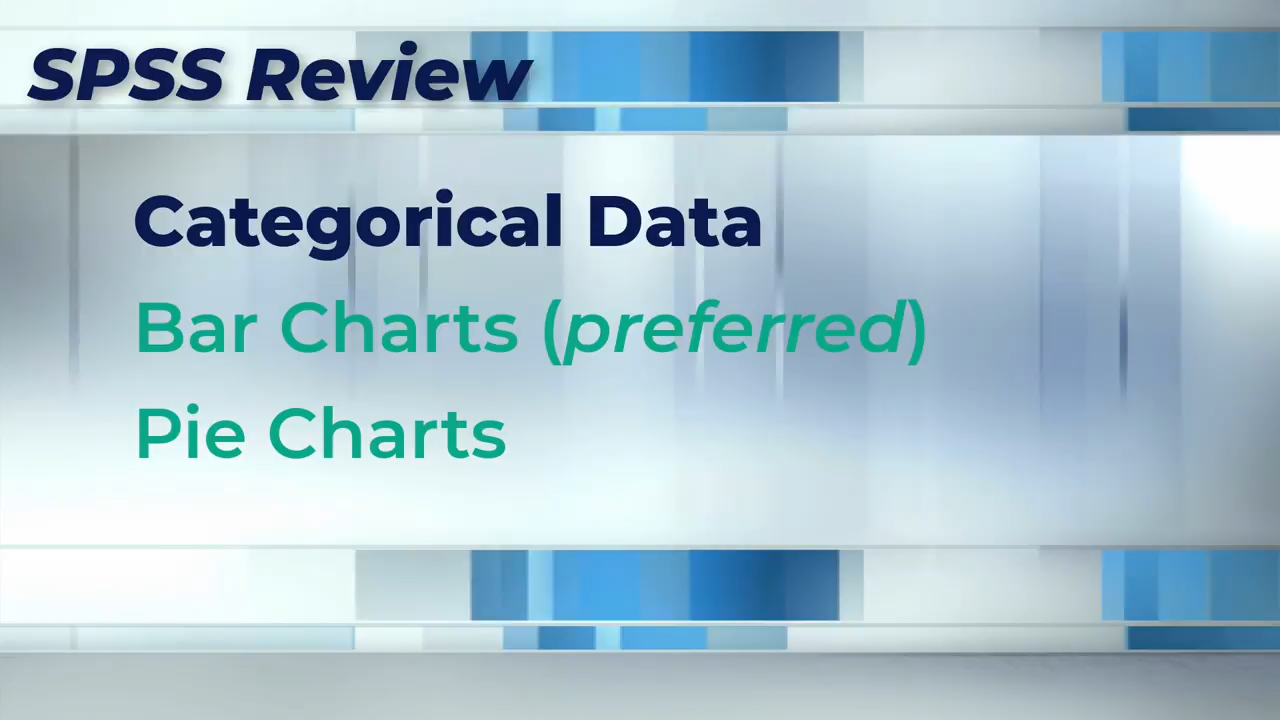 SPSS Review
Categorical Data
Bar Charts (preferred)
Pie Charts